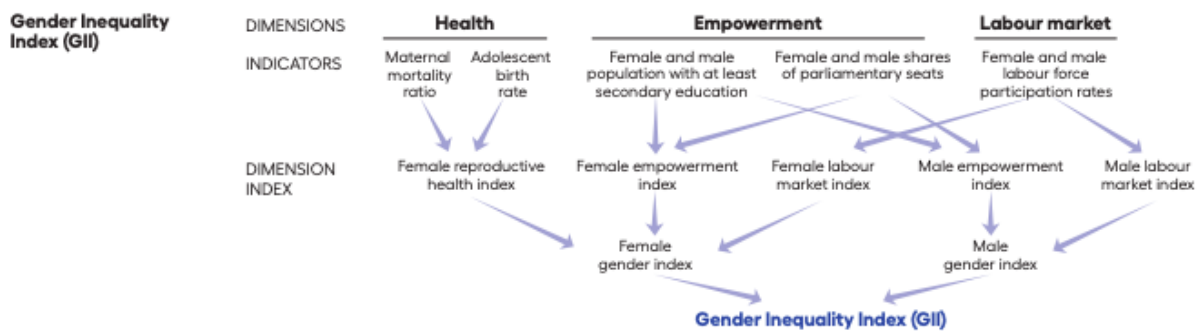 Gender Inequality
Index (GII)
DIMENSIONS
Health
Empowerment
Labour market
INDICATORS
Maternal
mortality
ratio
Adolescent
birth
rate
Female and male
population with at least
secondary education
Female and male shares
of parliamentary seats
Female and male
labour force
participation rates
DIMENSION
INDEX
Female reproductive
health index
Female empowerment
index
Female labour
market index
Male empowerment
index
Male labour
market index
Female
gender index
Male
gender index
Gender Inequality Index (GII)